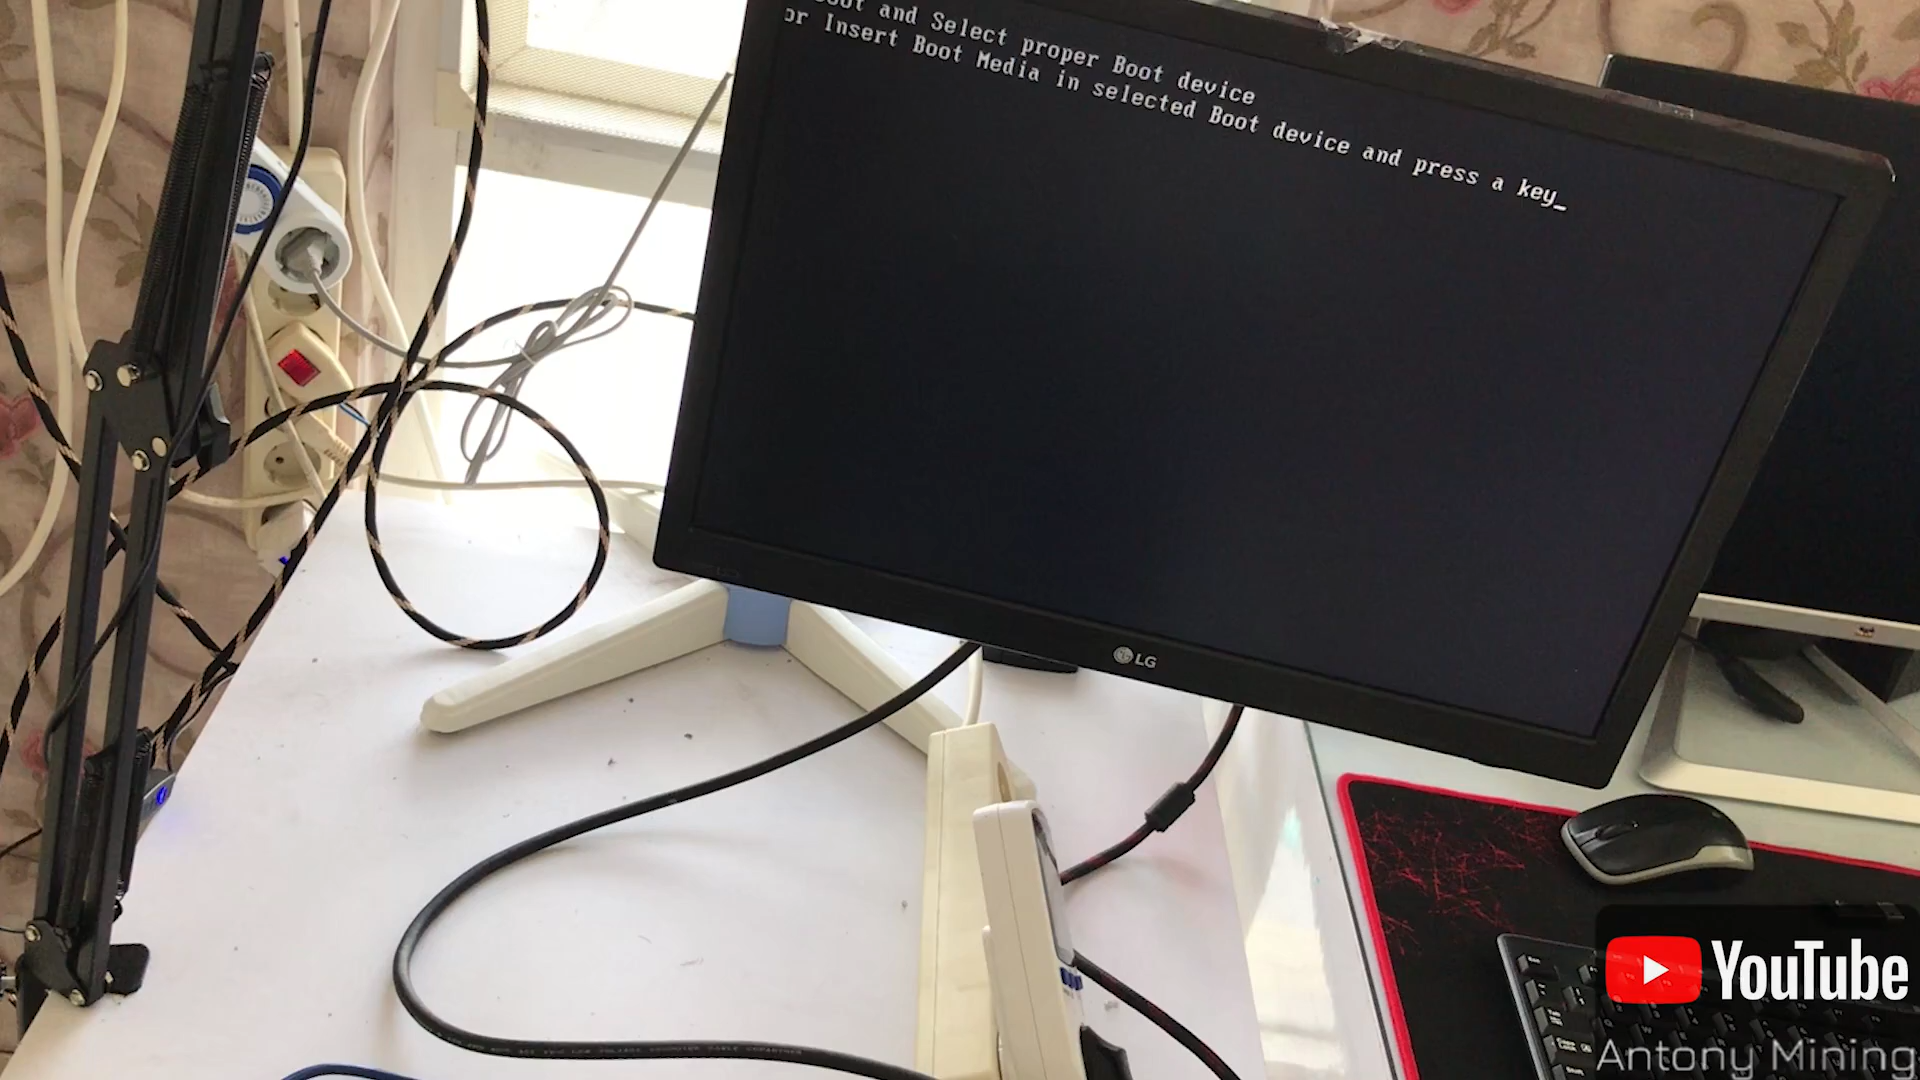 and Select proper Boot device
or Insert Boot Media in selected Boot device and press a key_
LG
YouTube
Antony Mining